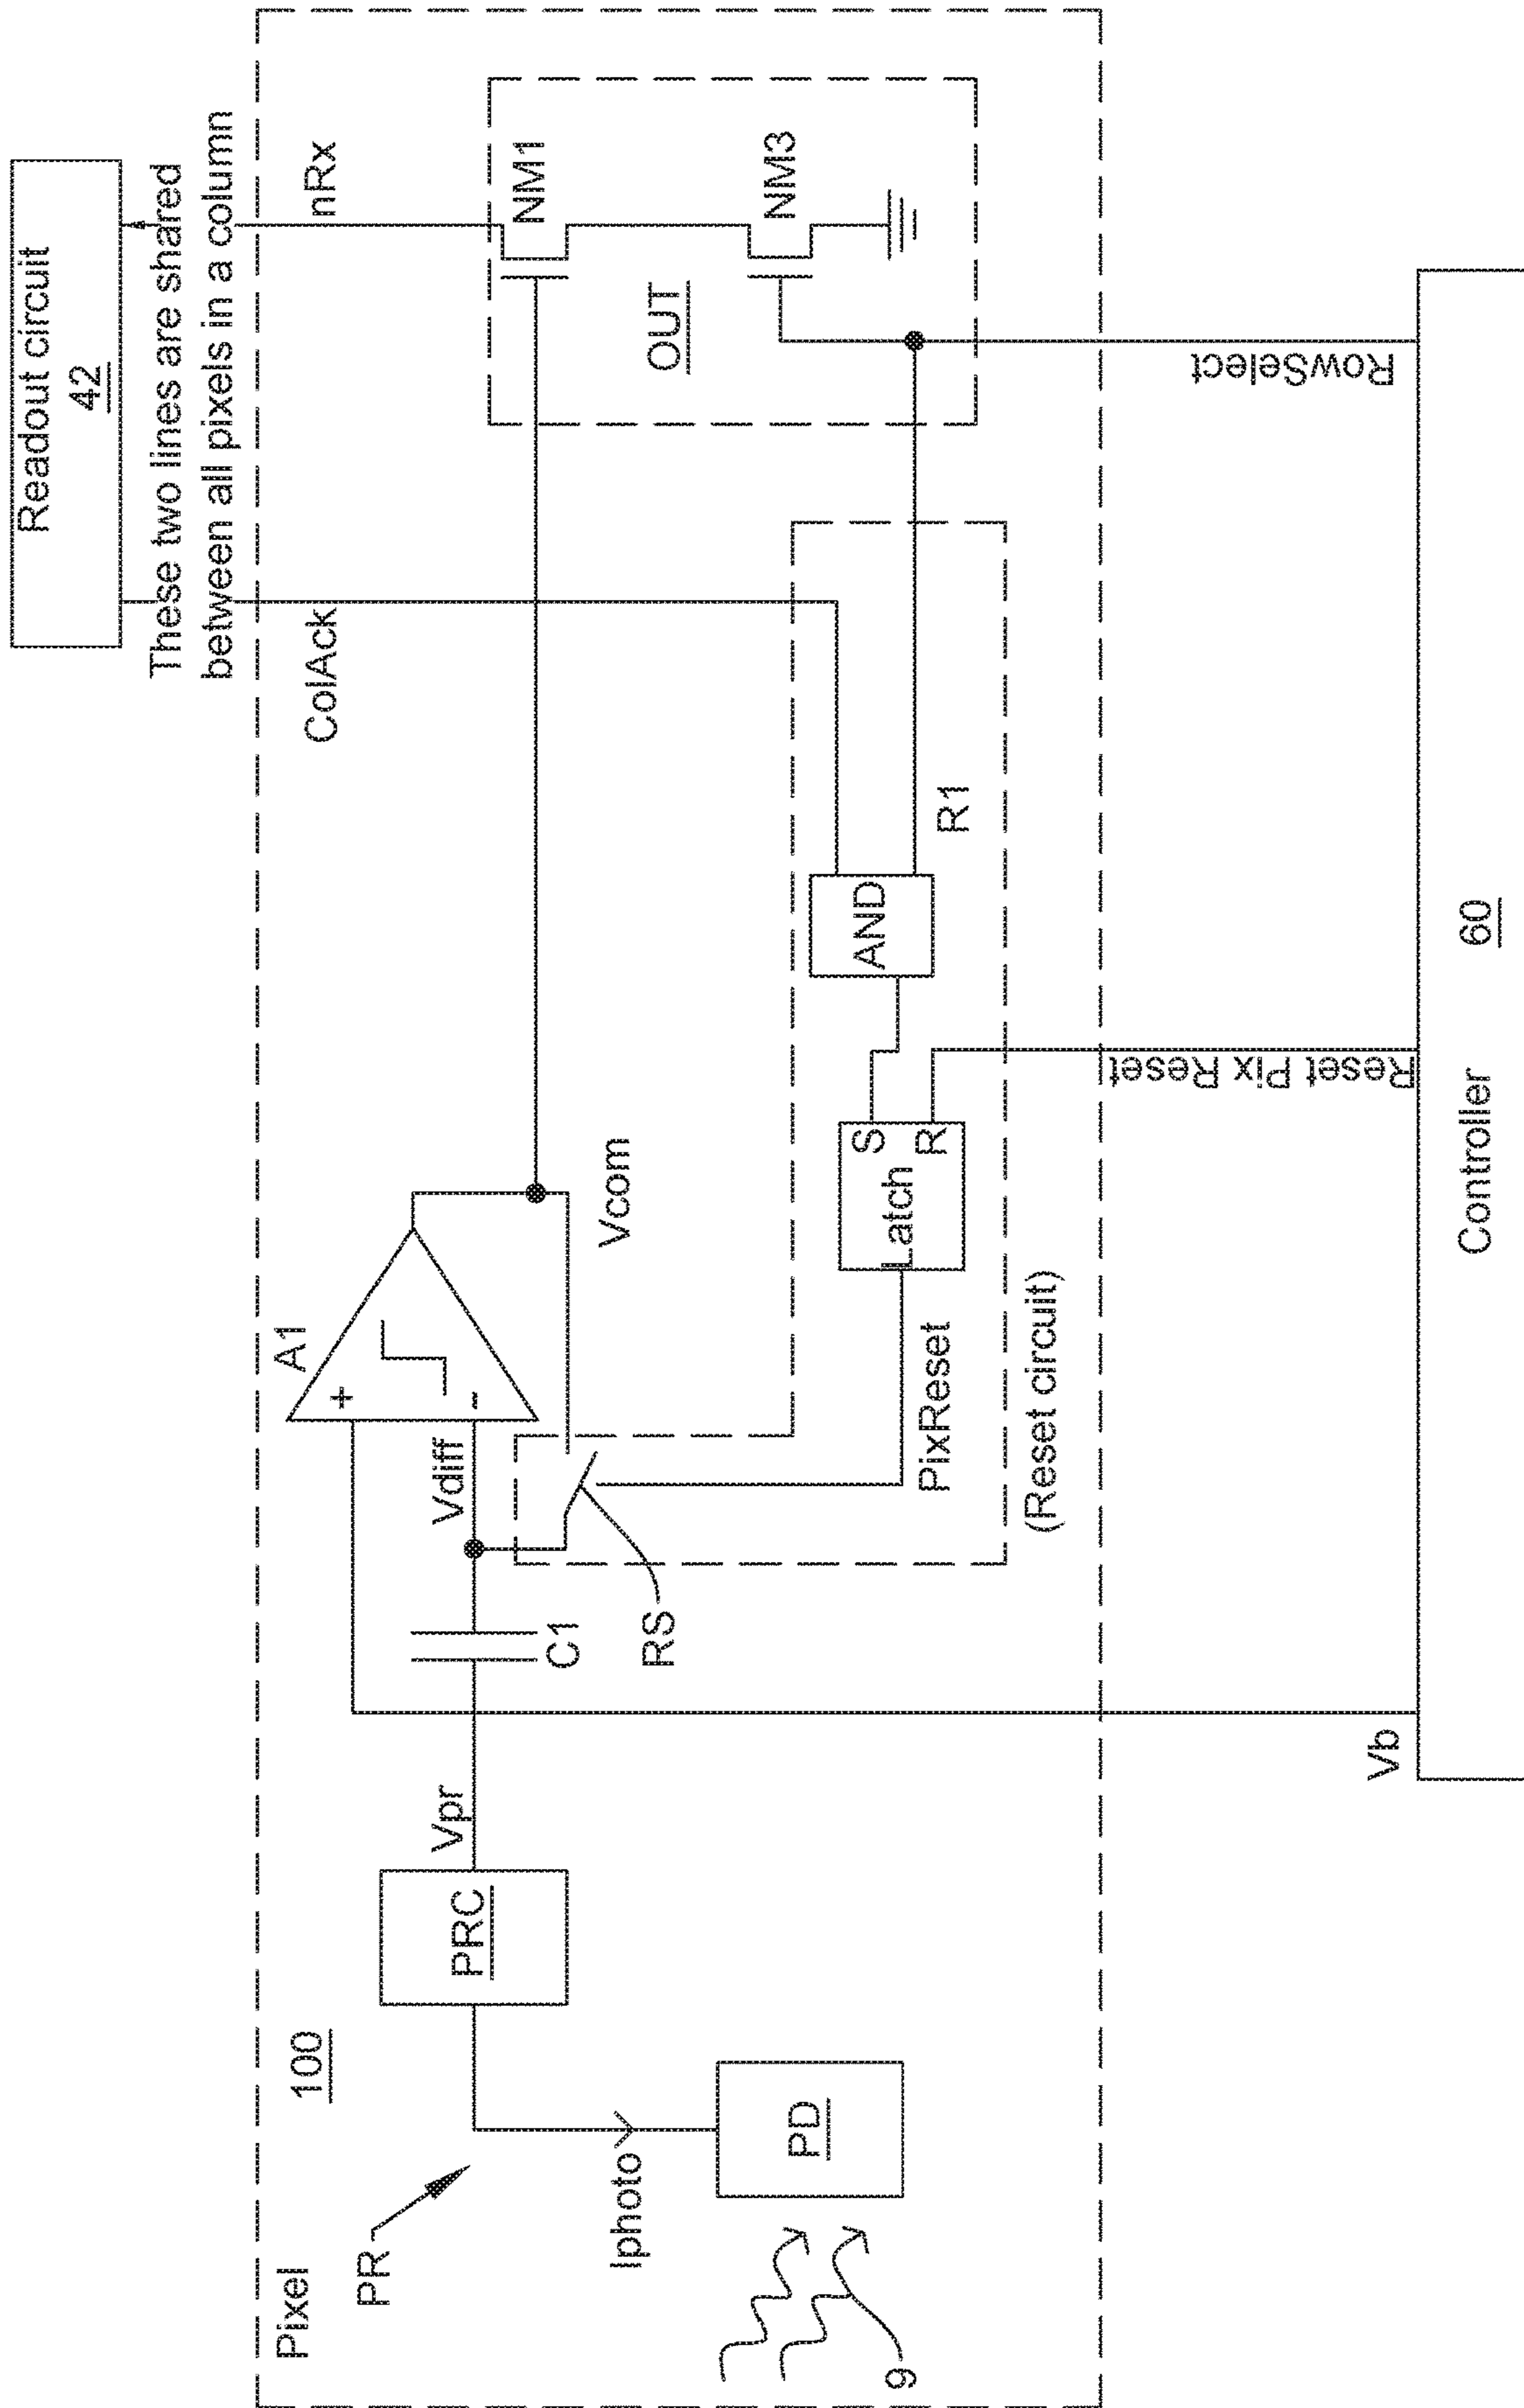 Readout circuit
42
These two lines are shared
between all pixels in a column
Pixel
100
PR
Iphoto
PD
9
PRC
Vpr
C1
RS
Vdiff
A1
+
-
Vcom
ColAck
nRx
NM1
OUT
NM3
AND
R1
S
R
Latch
PixReset
(Reset circuit)
Vb
Reset Pix Reset
RowSelect
Controller
60